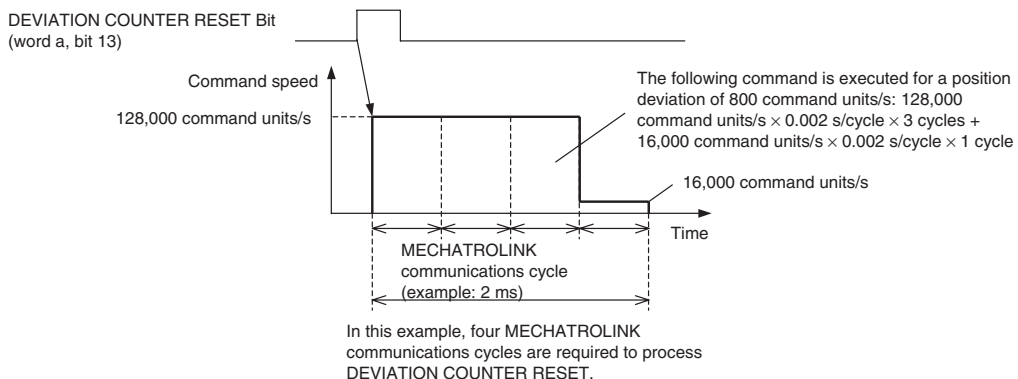 DEVIATION COUNTER RESET Bit
(word a, bit 13)
Command speed
128,000 command units/s
The following command is executed for a position
deviation of 800 command units/s: 128,000
command units/s × 0.002 s/cycle × 3 cycles +
16,000 command units/s × 0.002 s/cycle × 1 cycle
16,000 command units/s
Time
MECHATROLINK
communications cycle
(example: 2 ms)
In this example, four MECHATROLINK
communications cycles are required to process
DEVIATION COUNTER RESET.